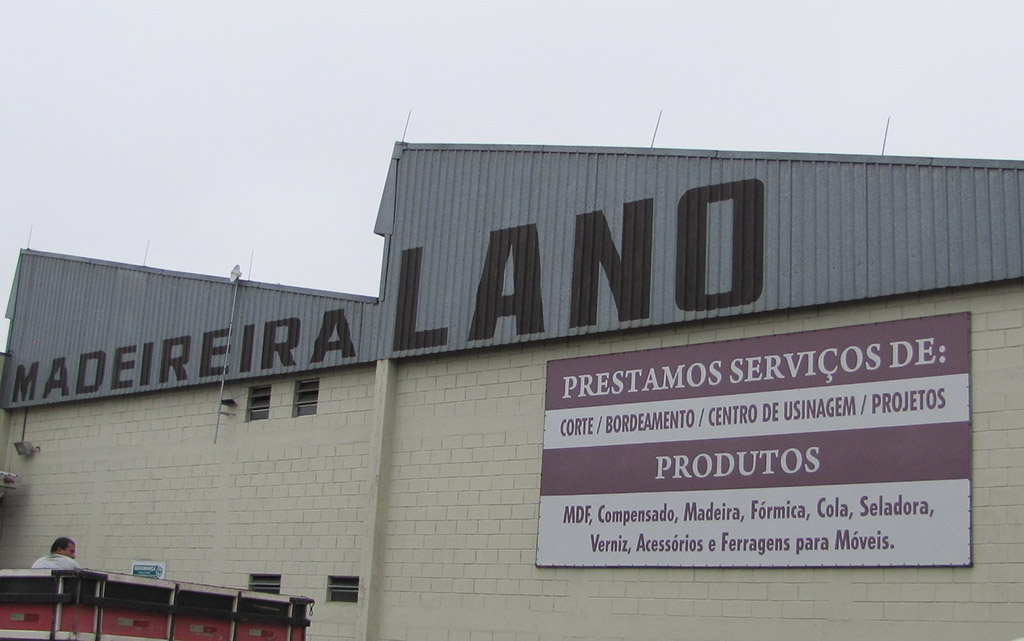 MADEIREIRA LANO
PRESTAMOS SERVIÇOS DE:
CORTE / BORDEAMENTO / CENTRO DE USINAGEM / PROJETOS
PRODUTOS
MDF, Compensado, Madeira, Fórmica, Cola, Seladora,
Verniz, Acessórios e Ferragens para Móveis.
SEGURANÇA